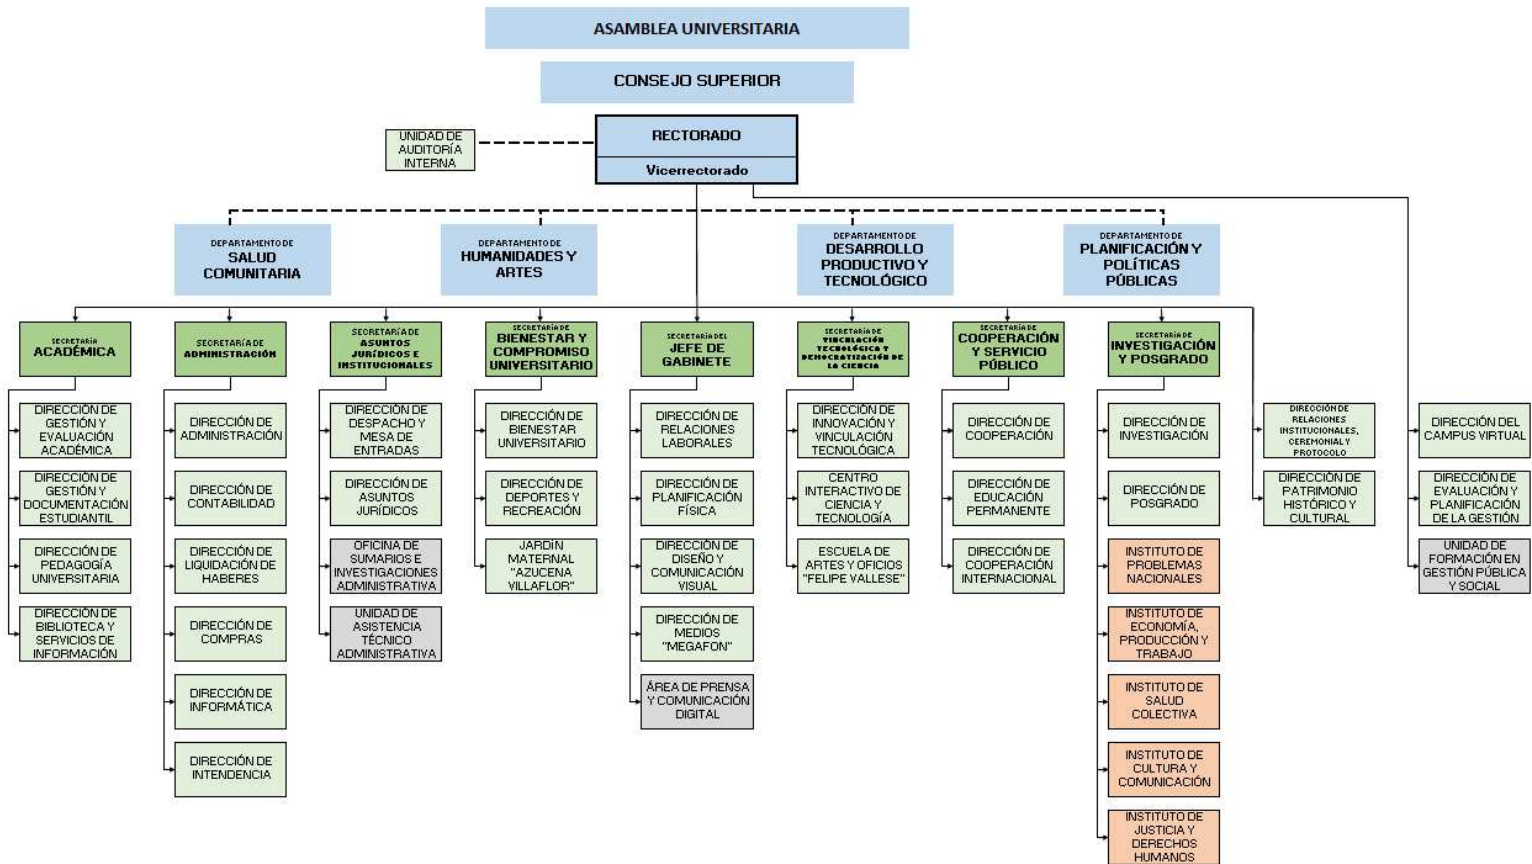 ASAMBLEA UNIVERSITARIA
CONSEJO SUPERIOR
UNIDAD DE
AUDITORÍA
INTERNA
RECTORADO
Vicerrectorado
DEPARTAMENTO DE
SALUD
COMUNITARIA
DEPARTAMENTO DE
HUMANIDADES Y
ARTES
DEPARTAMENTO DE
DESARROLLO
PRODUCTIVO Y
TECNOLÓGICO
DEPARTAMENTO DE
PLANIFICACIÓN Y
POLÍTICAS
PÚBLICAS
SECRETARÍA
ACADÉMICA
SECRETARÍA DE
ADMINISTRACIÓN
SECRETARÍA DE
ASUNTOS
JURÍDICOS E
INSTITUCIONALES
SECRETARÍA DE
BIENESTAR Y
COMPROMISO
UNIVERSITARIO
SECRETARÍA DEL
JEFE DE
GABINETE
SECRETARÍA DE
VINCULACIÓN
TECNOLÓGICA Y
DEMOCRATIZACIÓN DE
LA CIENCIA
SECRETARÍA DE
COOPERACIÓN
Y SERVICIO
PÚBLICO
SECRETARÍA DE
INVESTIGACIÓN
Y POSGRADO
DIRECCIÓN DE
GESTIÓN Y
EVALUACIÓN
ACADÉMICA
DIRECCIÓN DE
GESTIÓN Y
DOCUMENTACIÓN
ESTUDIANTIL
DIRECCIÓN DE
PEDAGOGÍA
UNIVERSITARIA
DIRECCIÓN DE
BIBLIOTECA Y
SERVICIOS DE
INFORMACIÓN
DIRECCIÓN DE
ADMINISTRACIÓN
DIRECCIÓN DE
CONTABILIDAD
DIRECCIÓN DE
LIQUIDACIÓN DE
HABERES
DIRECCIÓN DE
COMPRAS
DIRECCIÓN DE
INFORMÁTICA
DIRECCIÓN DE
INTENDENCIA
DIRECCIÓN DE
DESPACHO Y
MESA DE
ENTRADAS
DIRECCIÓN DE
ASUNTOS
JURÍDICOS
OFICINA DE
SUMARIOS E
INVESTIGACIONES
ADMINISTRATIVA
UNIDAD DE
ASISTENCIA
TÉCNICO
ADMINISTRATIVA
DIRECCIÓN DE
BIENESTAR
UNIVERSITARIO
DIRECCIÓN DE
DEPORTES Y
RECREACIÓN
JARDÍN
MATERNAL
"AZUCENA
VILLAFLOR"
DIRECCIÓN DE
RELACIONES
LABORALES
DIRECCIÓN DE
PLANIFICACIÓN
FÍSICA
DIRECCIÓN DE
DISEÑO Y
COMUNICACIÓN
VISUAL
DIRECCIÓN DE
MEDIOS
"MEGAFON"
ÁREA DE PRENSA
Y COMUNICACIÓN
DIGITAL
DIRECCIÓN DE
INNOVACIÓN Y
VINCULACIÓN
TECNOLÓGICA
CENTRO
INTERACTIVO DE
CIENCIA Y
TECNOLOGÍA
ESCUELA DE
ARTES Y OFICIOS
"FELIPE VALLESE"
DIRECCIÓN DE
COOPERACIÓN
DIRECCIÓN DE
EDUCACIÓN
PERMANENTE
DIRECCIÓN DE
COOPERACIÓN
INTERNACIONAL
DIRECCIÓN DE
INVESTIGACIÓN
DIRECCIÓN DE
POSGRADO
INSTITUTO DE
PROBLEMAS
NACIONALES
INSTITUTO DE
ECONOMÍA,
PRODUCCIÓN Y
TRABAJO
INSTITUTO DE
SALUD
COLECTIVA
INSTITUTO DE
CULTURA Y
COMUNICACIÓN
INSTITUTO DE
JUSTICIA Y
DERECHOS
HUMANOS
DIRECCIÓN DE
RELACIONES
INSTITUCIONALES,
CEREMONIAL Y
PROTOCOLO
DIRECCIÓN DE
PATRIMONIO
HISTÓRICO Y
CULTURAL
DIRECCIÓN DEL
CAMPUS VIRTUAL
DIRECCIÓN DE
EVALUACIÓN Y
PLANIFICACIÓN
DE LA GESTIÓN
UNIDAD DE
FORMACIÓN EN
GESTIÓN PÚBLICA
Y SOCIAL